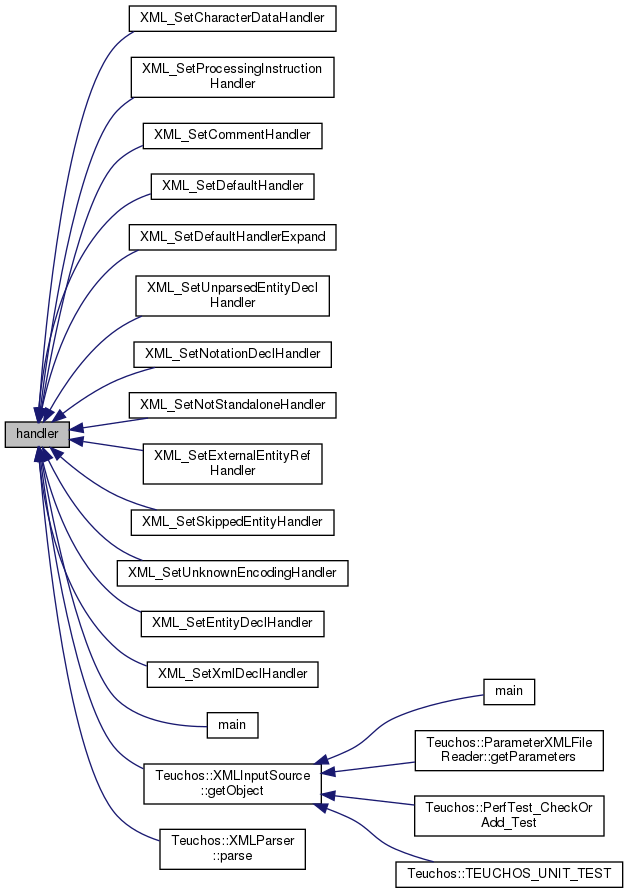 XML_SetCharacterDataHandler
XML_SetProcessingInstruction
Handler
XML_SetCommentHandler
XML_SetDefaultHandler
XML_SetDefaultHandlerExpand
XML_SetUnparsedEntityDecl
Handler
XML_SetNotationDeclHandler
XML_SetNotStandaloneHandler
handler
XML_SetExternalEntityRef
Handler
XML_SetSkippedEntityHandler
XML_SetUnknownEncodingHandler
XML_SetEntityDeclHandler
XML_SetXmlDeclHandler
main
main
Teuchos::XMLInputSource
::getObject
Teuchos::ParameterXMLFile
Reader::getParameters
Teuchos::PerfTest_CheckOr
Add_Test
Teuchos::XMLParser
::parse
Teuchos::TEUCHOS_UNIT_TEST